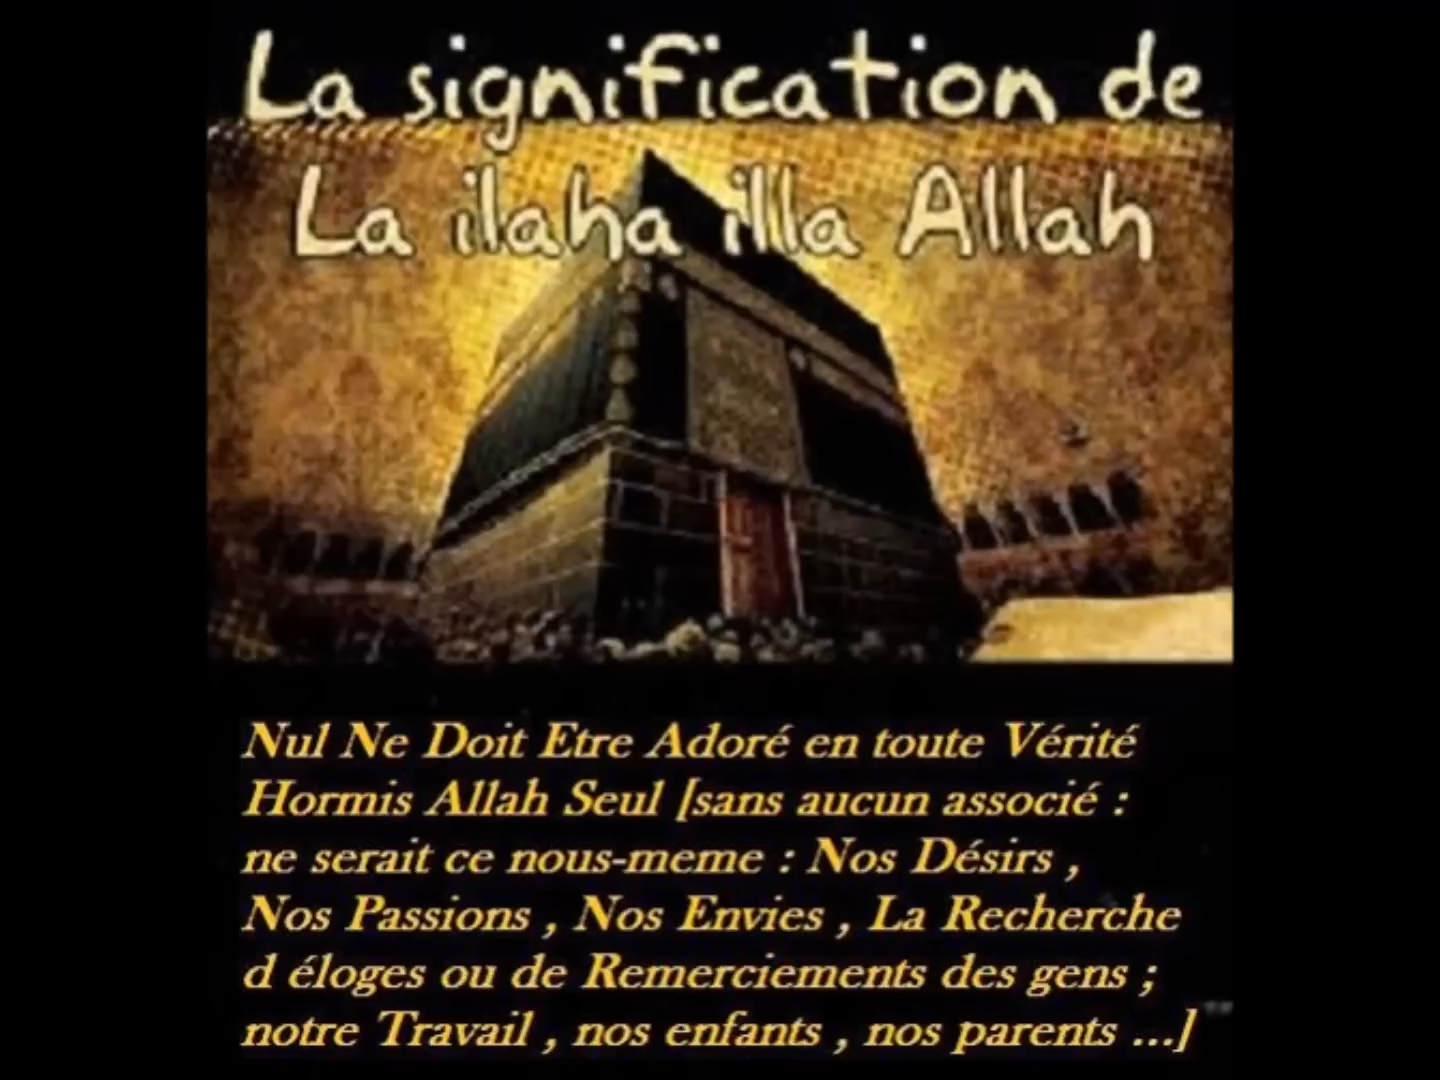 La signification de
La ilaha illa Allah
Nul Ne Doit Etre Adoré en toute Vérité
Hormis Allah Seul [sans aucun associé :
ne serait ce nous-meme : Nos Désirs ,
Nos Passions , Nos Envies , La Recherche
d éloges ou de Remerciements des gens ;
notre Travail , nos enfants , nos parents ...]